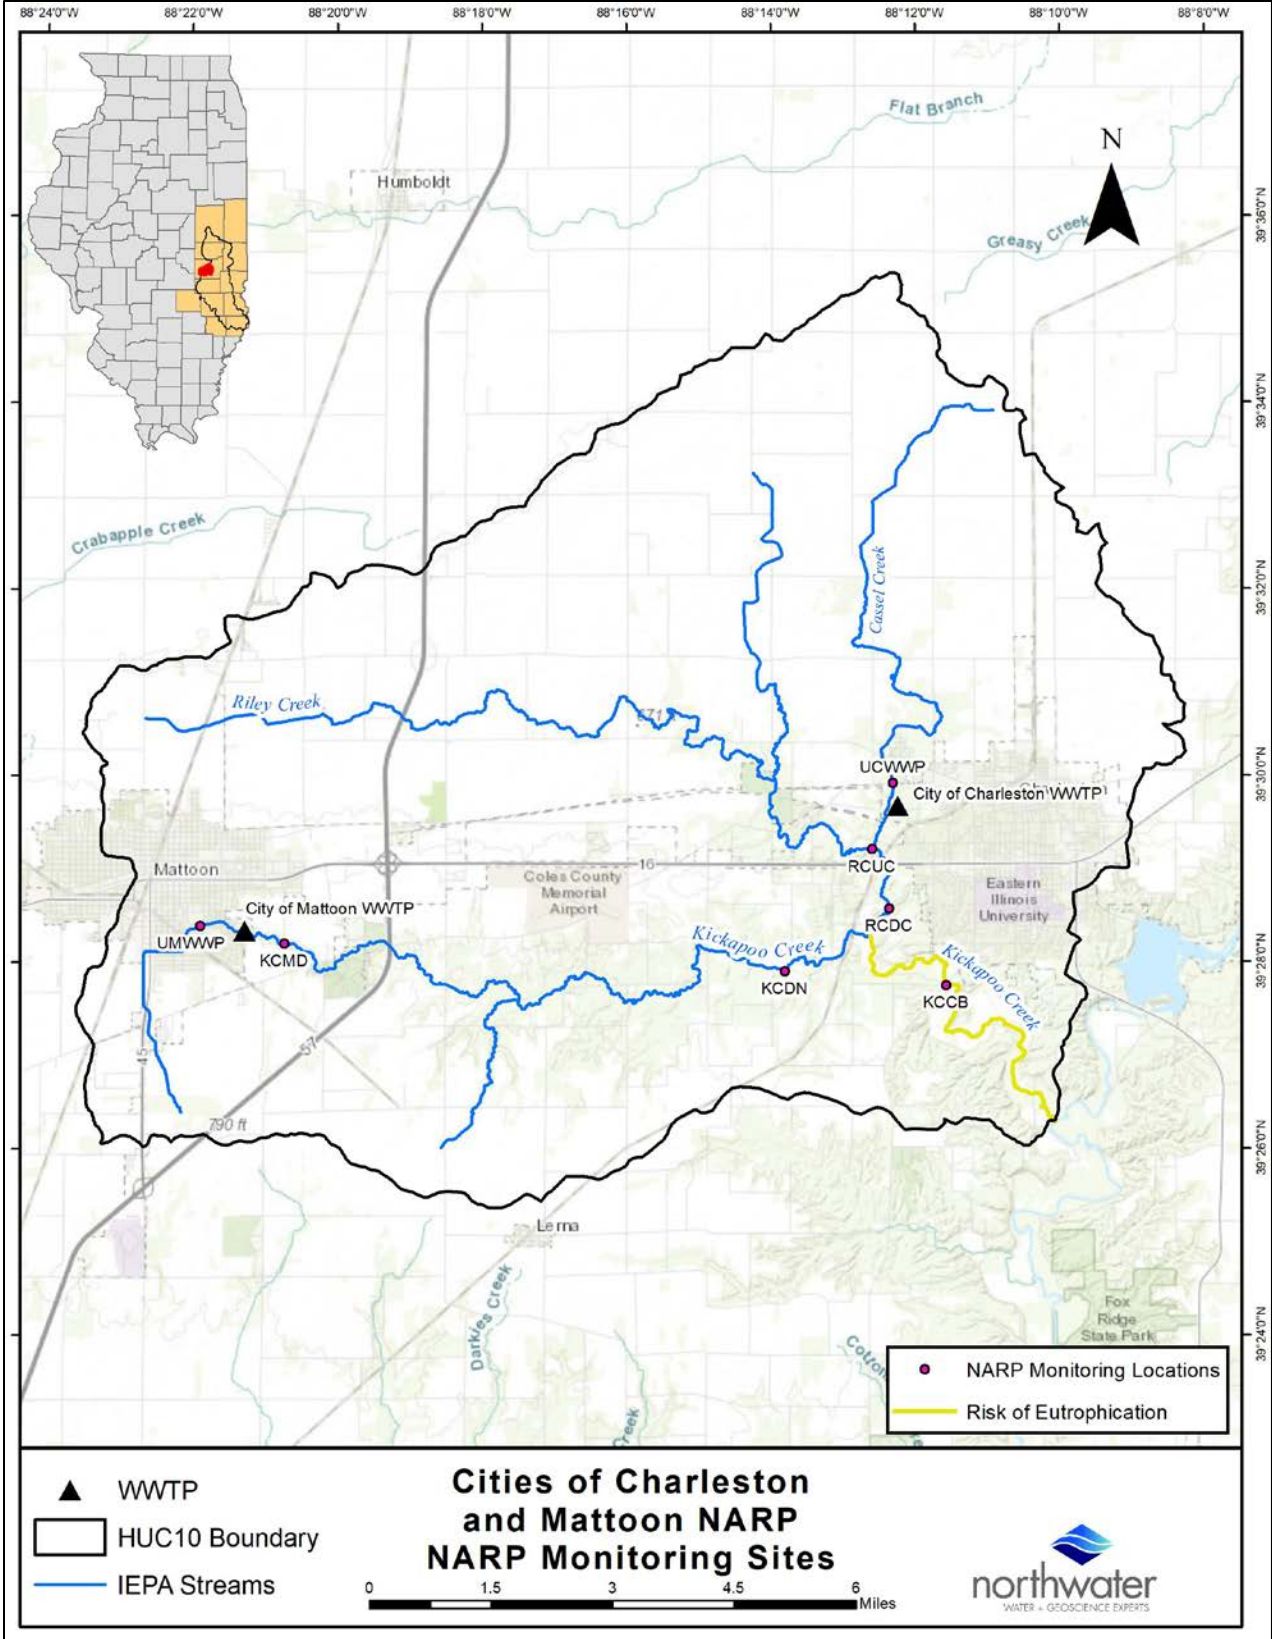 88°24'0"W 88°22'0"W 88°20'0"W 88°18'0"W 88°16'0"W 88°14'0"W 88°12'0"W 88°10'0"W 88°8'0"W
Flat Branch
N
Humboldt
39°36'0"N
Greasy Creek
39°34'0"N
Crabapple Creek
Cassel Creek
39°32'0"N
Riley Creek
671
UCWWP
39°30'0"N
City of Charleston WWTP
16
Mattoon
RCUC
Coles County
Memorial
Airport
Eastern
Illinois
University
City of Mattoon WWTP
UMWWP
RCDC
KCMD
Kickapoo Creek
Kickapoo Creek
39°28'0"N
KCDN
KCCB
45
57
790 ft
39°26'0"N
Lerna
Darkies Creek
Creek
Fox
Ridge
State Park
39°24'0"N
NARP Monitoring Locations
Risk of Eutrophication
WWTP
HUC10 Boundary
IEPA Streams
Cities of Charleston
and Mattoon NARP
NARP Monitoring Sites
0 1.5 3 4.5 6
Miles
northwater
WATER + GEOSCIENCE EXPERTS